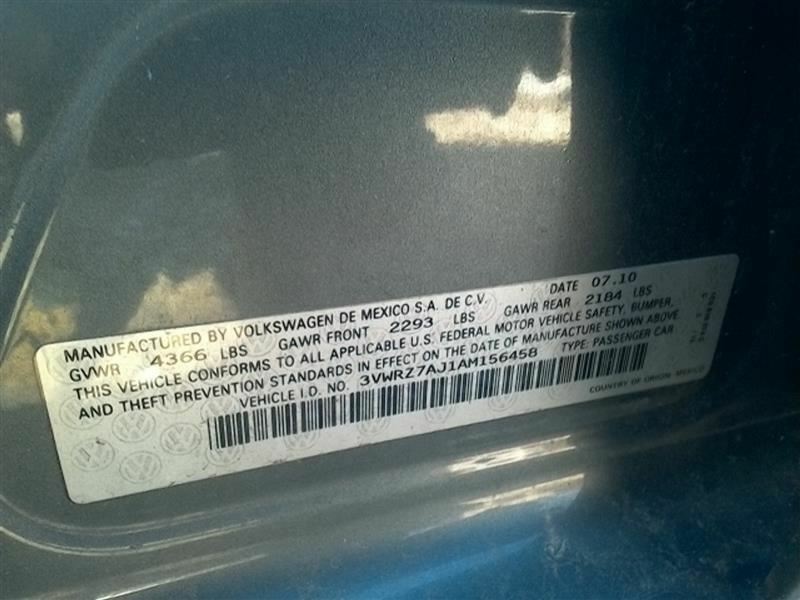 MANUFACTURED BY VOLKSWAGEN DE MEXICO S.A. DE C.V. DATE 07.10
GVWR 4366 LBS GAWR FRONT 2293 LBS GAWR REAR 2184 LBS
THIS VEHICLE CONFORMS TO ALL APPLICABLE U.S. FEDERAL MOTOR VEHICLE SAFETY, BUMPER,
AND THEFT PREVENTION STANDARDS IN EFFECT ON THE DATE OF MANUFACTURE SHOWN ABOVE.
VEHICLE I.D. NO. 3VWRZ7AJ1AM156458 TYPE: PASSENGER CAR
COUNTRY OF ORIGIN: MEXICO